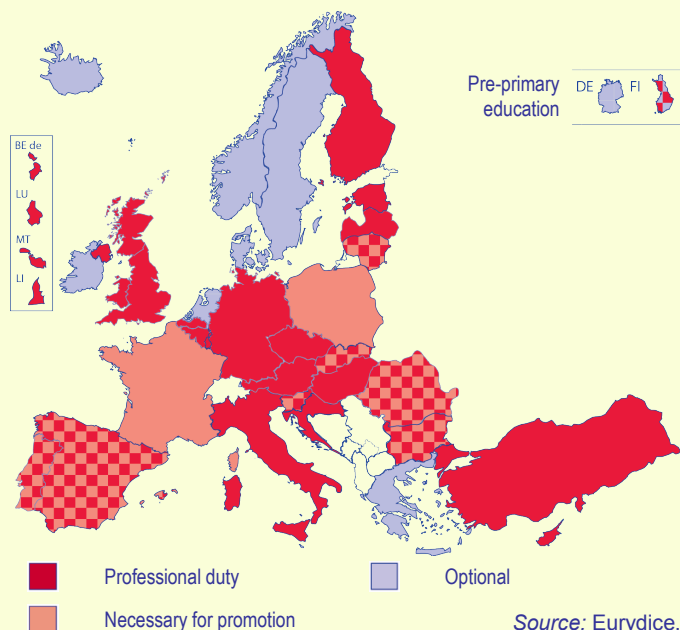 Pre-primary
education
DE
FI
BE de
LU
MT
LI
Professional duty
Optional
Necessary for promotion
Source: Eurydice.